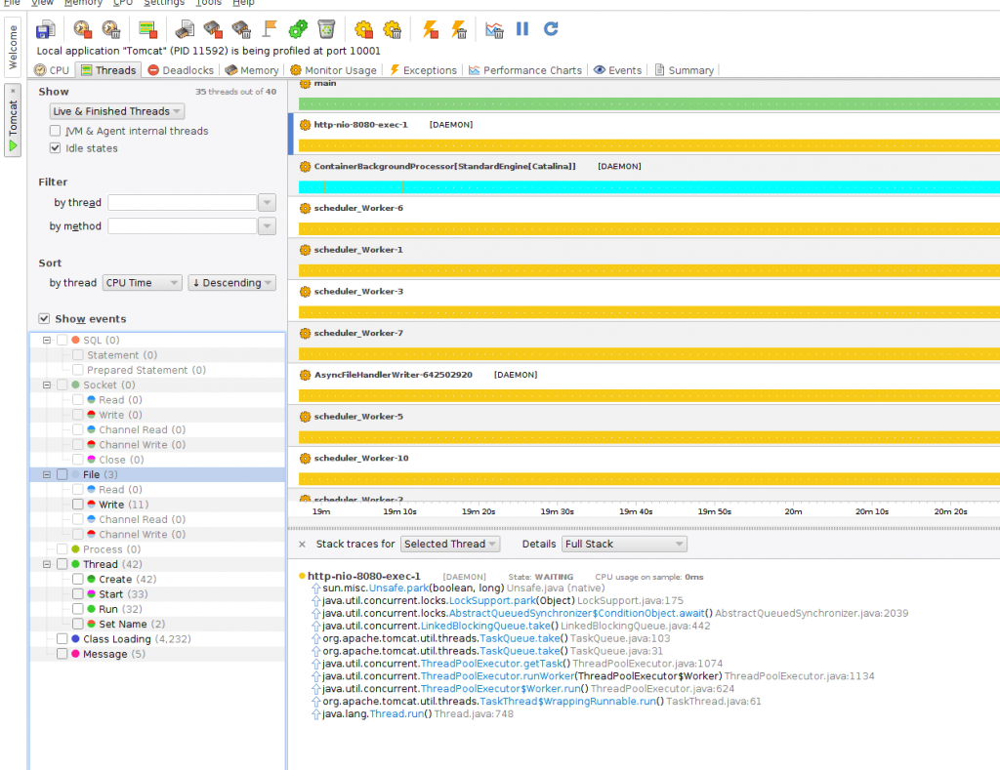 File View Memory CPU Settings Tools Help
Welcome
Tomcat
Local application "Tomcat" (PID 11592) is being profiled at port 10001
CPU Threads Deadlocks Memory Monitor Usage Exceptions Performance Charts Events Summary
Show 35 threads out of 40
Live & Finished Threads
JVM & Agent internal threads
Idle states
Filter
by thread
by method
Sort
by thread CPU Time ↓ Descending
Show events
SQL (0)
Statement (0)
Prepared Statement (0)
Socket (0)
Read (0)
Write (0)
Channel Read (0)
Channel Write (0)
Close (0)
File (3)
Read (0)
Write (11)
Channel Read (0)
Channel Write (0)
Process (0)
Thread (42)
Create (42)
Start (33)
Run (32)
Set Name (2)
Class Loading (4,232)
Message (5)
main
http-nio-8080-exec-1 [DAEMON]
ContainerBackgroundProcessor[StandardEngine[Catalina]] [DAEMON]
scheduler_Worker-6
scheduler_Worker-1
scheduler_Worker-3
scheduler_Worker-7
AsyncFileHandlerWriter-642502920 [DAEMON]
scheduler_Worker-5
scheduler_Worker-10
scheduler_Worker-2
19m 19m 10s 19m 20s 19m 30s 19m 40s 19m 50s 20m 20m 10s 20m 20s
Stack traces for Selected Thread Details Full Stack
http-nio-8080-exec-1 [DAEMON] State: WAITING CPU usage on sample: 0ms
sun.misc.Unsafe.park(boolean, long) Unsafe.java (native)
java.util.concurrent.locks.LockSupport.park(Object) LockSupport.java:175
java.util.concurrent.locks.AbstractQueuedSynchronizer$ConditionObject.await() AbstractQueuedSynchronizer.java:2039
java.util.concurrent.LinkedBlockingQueue.take() LinkedBlockingQueue.java:442
org.apache.tomcat.util.threads.TaskQueue.take() TaskQueue.java:103
org.apache.tomcat.util.threads.TaskQueue.take() TaskQueue.java:31
java.util.concurrent.ThreadPoolExecutor.getTask() ThreadPoolExecutor.java:1074
java.util.concurrent.ThreadPoolExecutor.runWorker(ThreadPoolExecutor$Worker) ThreadPoolExecutor.java:1134
java.util.concurrent.ThreadPoolExecutor$Worker.run() ThreadPoolExecutor.java:624
org.apache.tomcat.util.threads.TaskThread$WrappingRunnable.run() TaskThread.java:61
java.lang.Thread.run() Thread.java:748